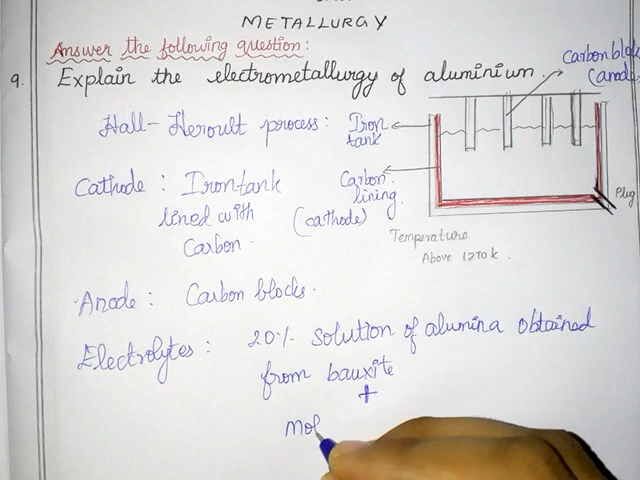 METALLURGY
Answer the following question:
9. Explain the electrometallurgy of aluminium.
Carbon
(anode
Hall-Heroult process:
Iron
tank
Cathode: Iron tank
lined with
Carbon.
Carbon
lining
(cathode)
Plug
Temperature
Above 1270 k.
Anode: Carbon blocks.
Electrolytes: 20% solution of alumina obtained
from bauxite
+
mol